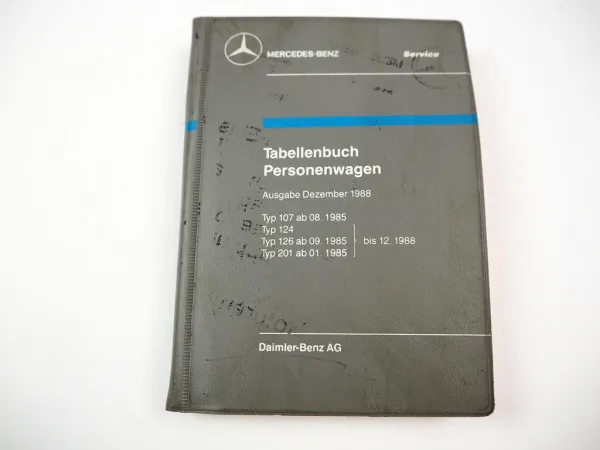 MERCEDES-BENZ Service
Tabellenbuch
Personenwagen
Ausgabe Dezember 1988
Typ 107 ab 08. 1985
Typ 124
Typ 126 ab 09. 1985 bis 12. 1988
Typ 201 ab 01. 1985
Daimler-Benz AG